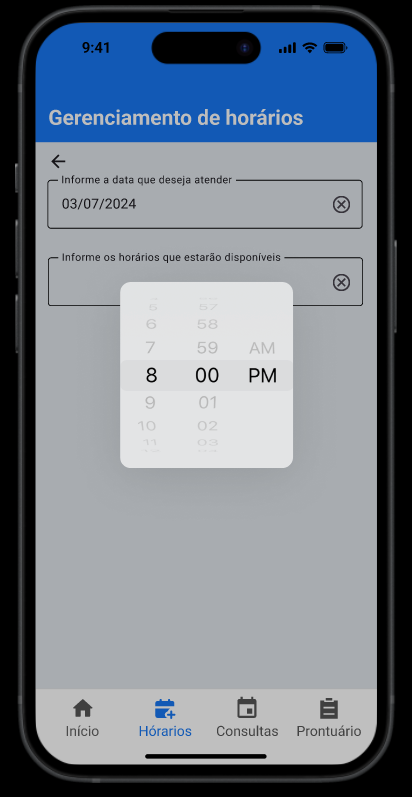 9:41
Gerenciamento de horários
Informe a data que deseja atender
03/07/2024
Informe os horários que estarão disponíveis
5 57
6 58
7 59 AM
8 00 PM
9 01
10 02
11 03
Início Hórarios Consultas Prontuário